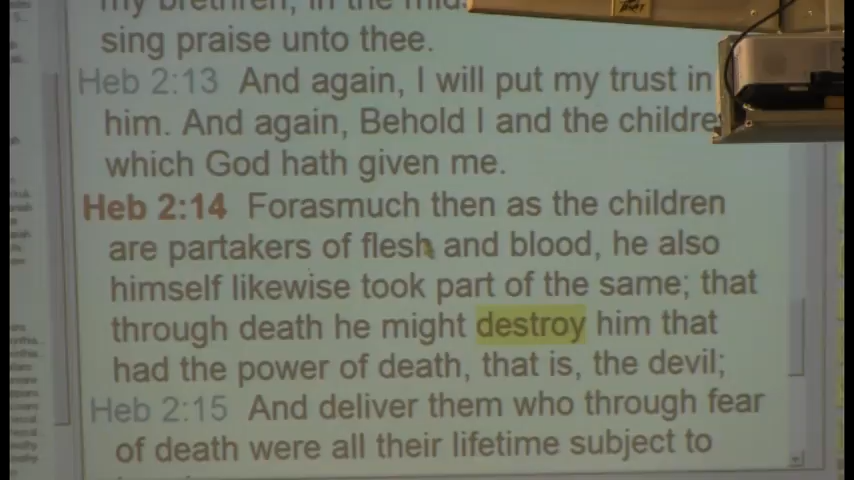 my brethren, in the
sing praise unto thee.
Heb 2:13 And again, I will put my trust in
him. And again, Behold I and the childre
which God hath given me.
Heb 2:14 Forasmuch then as the children
are partakers of flesh and blood, he also
himself likewise took part of the same; that
through death he might destroy him that
had the power of death, that is, the devil;
Heb 2:15 And deliver them who through fear
of death were all their lifetime subject to